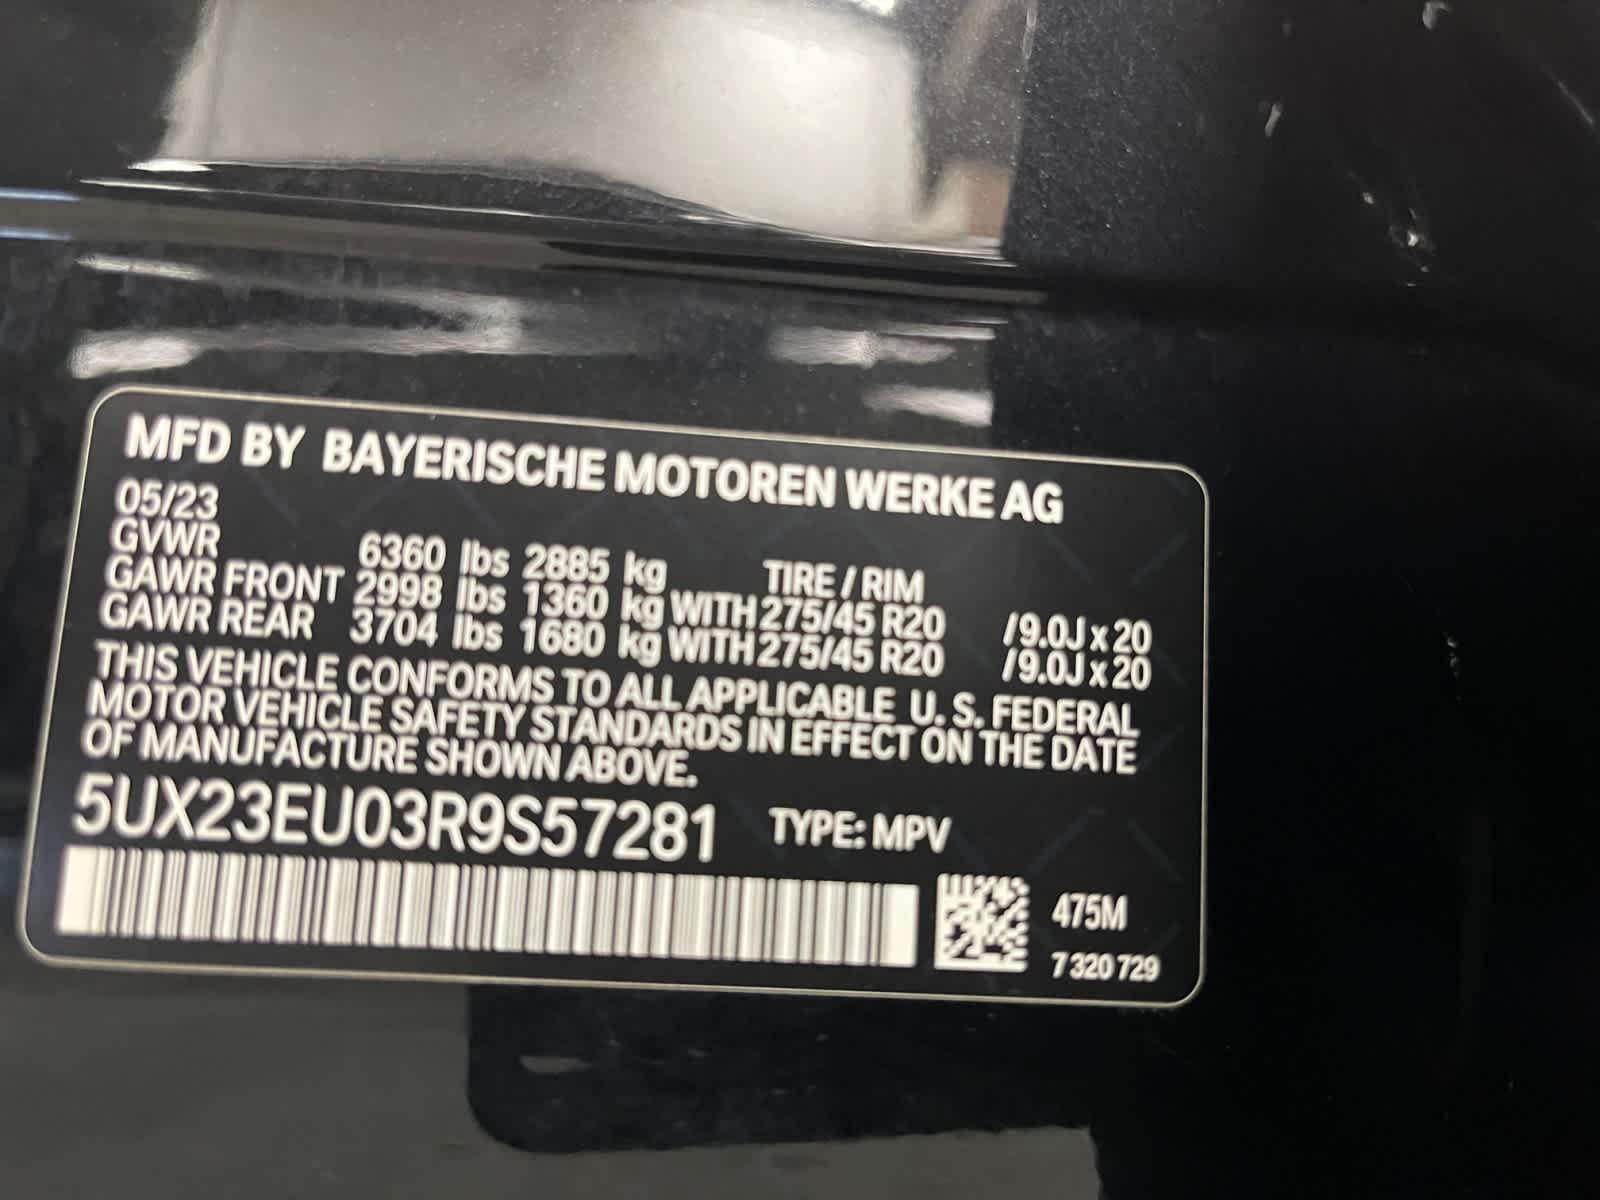 MFD BY BAYERISCHE MOTOREN WERKE AG
05/23
GVWR 6360 lbs 2885 kg TIRE / RIM
GAWR FRONT 2998 lbs 1360 kg WITH 275/45 R20 /9.0J x 20
GAWR REAR 3704 lbs 1680 kg WITH 275/45 R20 /9.0J x 20
THIS VEHICLE CONFORMS TO ALL APPLICABLE U. S. FEDERAL
MOTOR VEHICLE SAFETY STANDARDS IN EFFECT ON THE DATE
OF MANUFACTURE SHOWN ABOVE.
5UX23EU03R9S57281 TYPE: MPV
475M
7 320 729